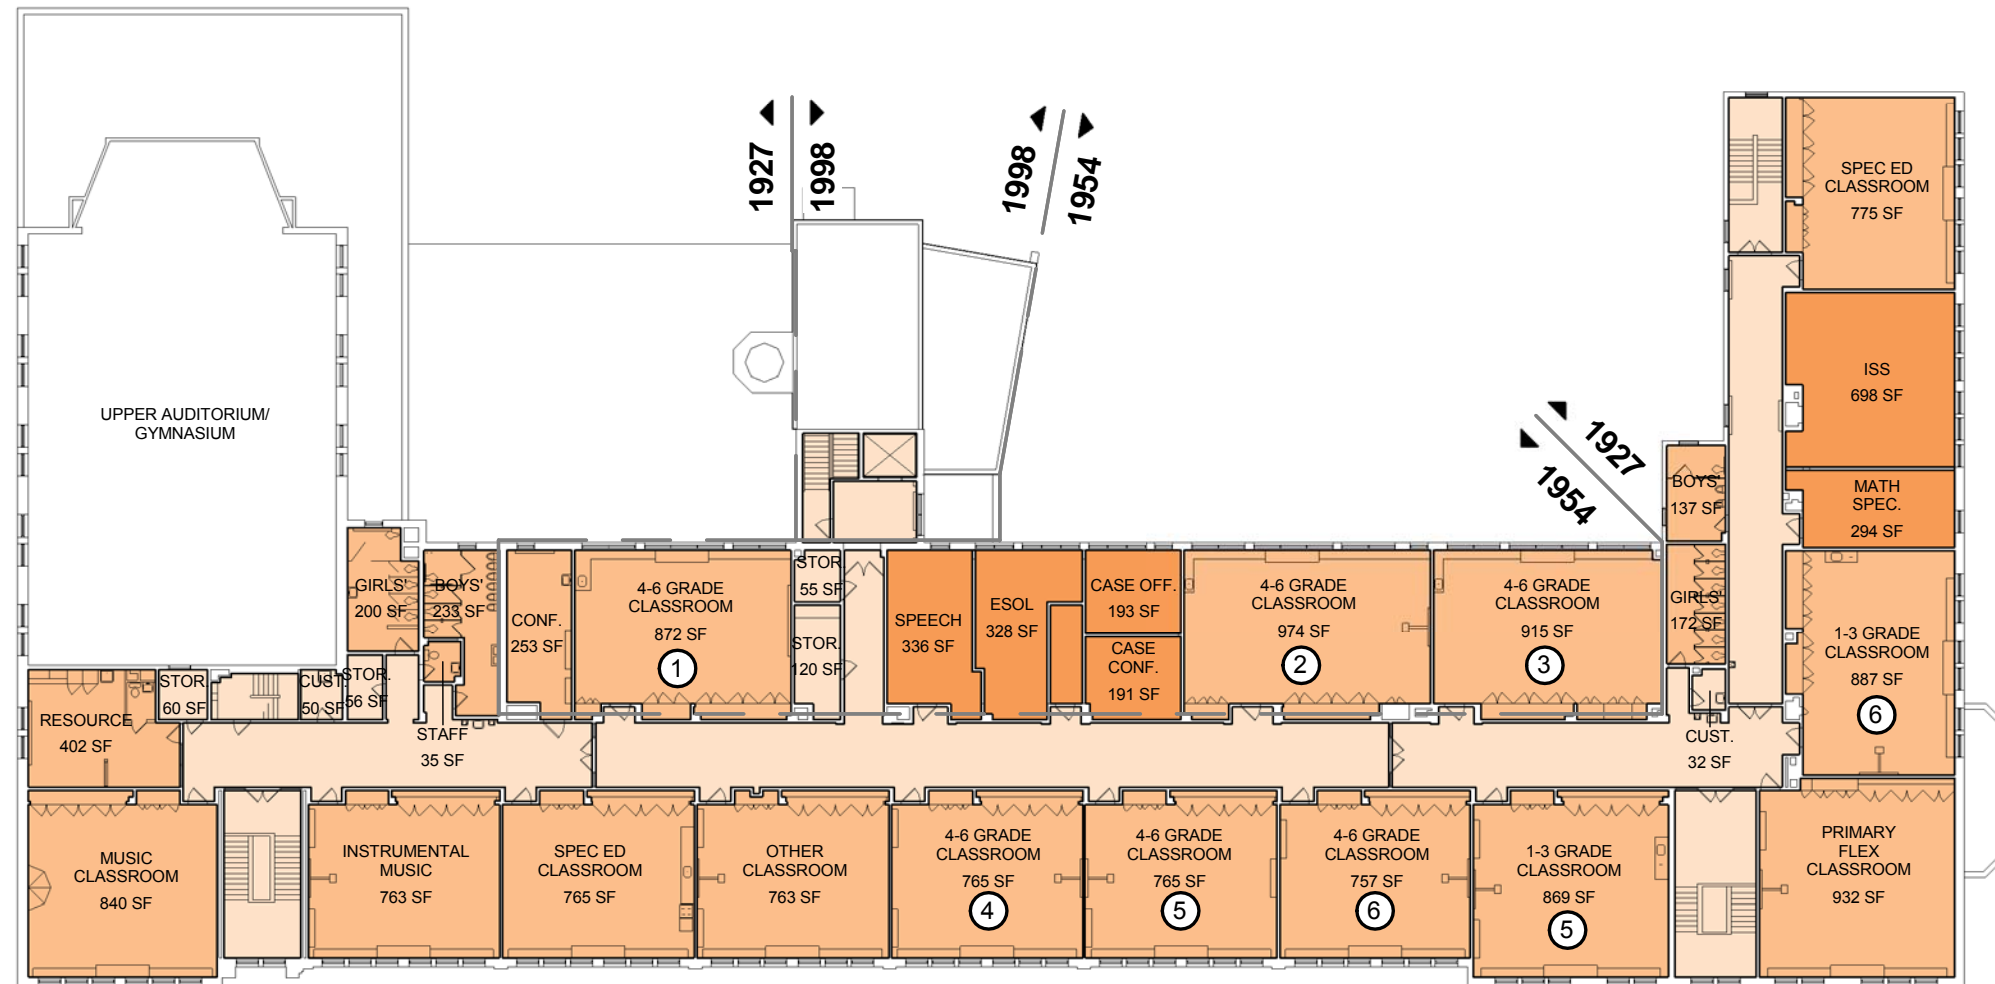 1927
1998
1998
1954
1927
1954
UPPER AUDITORIUM/
GYMNASIUM
SPEC ED
CLASSROOM
775 SF
ISS
698 SF
MATH
SPEC.
294 SF
BOYS'
137 SF
GIRLS'
172 SF
1-3 GRADE
CLASSROOM
887 SF
6
GIRLS'
200 SF
BOYS'
233 SF
CONF.
253 SF
4-6 GRADE
CLASSROOM
872 SF
1
STOR.
55 SF
STOR.
120 SF
SPEECH
336 SF
ESOL
328 SF
CASE OFF.
193 SF
CASE
CONF.
191 SF
4-6 GRADE
CLASSROOM
974 SF
2
4-6 GRADE
CLASSROOM
915 SF
3
RESOURCE
402 SF
STOR.
60 SF
CUST.
50 SF
STOR.
56 SF
STAFF
35 SF
CUST.
32 SF
MUSIC
CLASSROOM
840 SF
INSTRUMENTAL
MUSIC
763 SF
SPEC ED
CLASSROOM
765 SF
OTHER
CLASSROOM
763 SF
4-6 GRADE
CLASSROOM
765 SF
4
4-6 GRADE
CLASSROOM
765 SF
5
4-6 GRADE
CLASSROOM
757 SF
6
1-3 GRADE
CLASSROOM
869 SF
5
PRIMARY
FLEX
CLASSROOM
932 SF